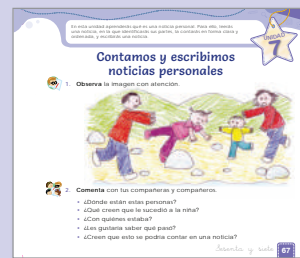 En esta unidad aprenderás qué es una noticia personal. Para ello, leerás
una noticia, en la que identificarás sus partes, la contarás en forma clara y
ordenada, y escribirás una noticia.
UNIDAD
7
Contamos y escribimos
noticias personales
1. Observa la imagen con atención.
2. Comenta con tus compañeras y compañeros.
• ¿Dónde están estas personas?
• ¿Qué creen que le sucedió a la niña?
• ¿Con quiénes estaba?
• ¿Les gustaría saber qué pasó?
• ¿Creen que esto se podría contar en una noticia?
Sesenta y siete
67